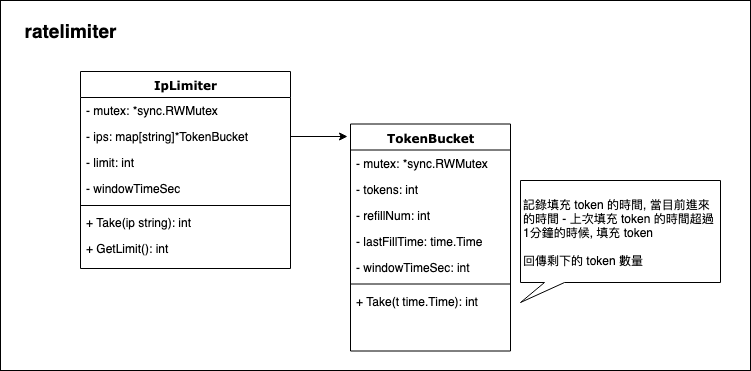 ratelimiter
IpLimiter
- mutex: *sync.RWMutex
- ips: map[string]*TokenBucket
- limit: int
- windowTimeSec
+ Take(ip string): int
+ GetLimit(): int
TokenBucket
- mutex: *sync.RWMutex
- tokens: int
- refillNum: int
- lastFillTime: time.Time
- windowTimeSec: int
+ Take(t time.Time): int
記錄填充 token 的時間, 當目前進來
的時間 - 上次填充 token 的時間超過
1分鐘的時候, 填充 token
回傳剩下的 token 數量